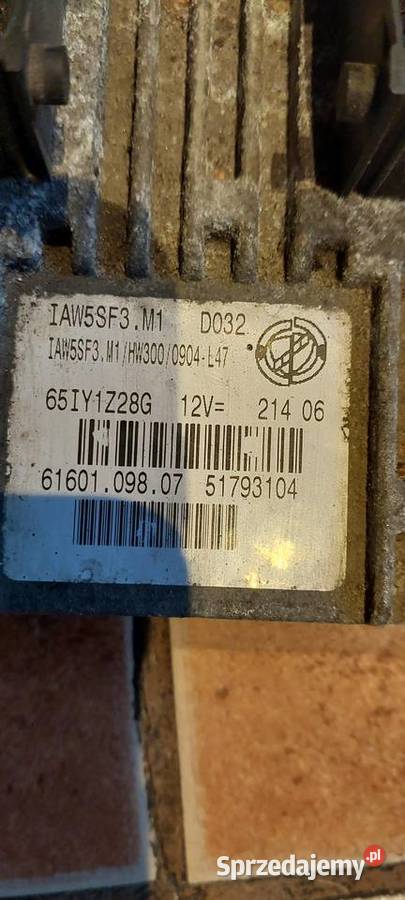 IAW5SF3.M1 D032
IAW5SF3.M1/HW300/0904-L47
65IY1Z28G 12V= 214 06
61601.098.07 51793104
Sprzedajemy.pl